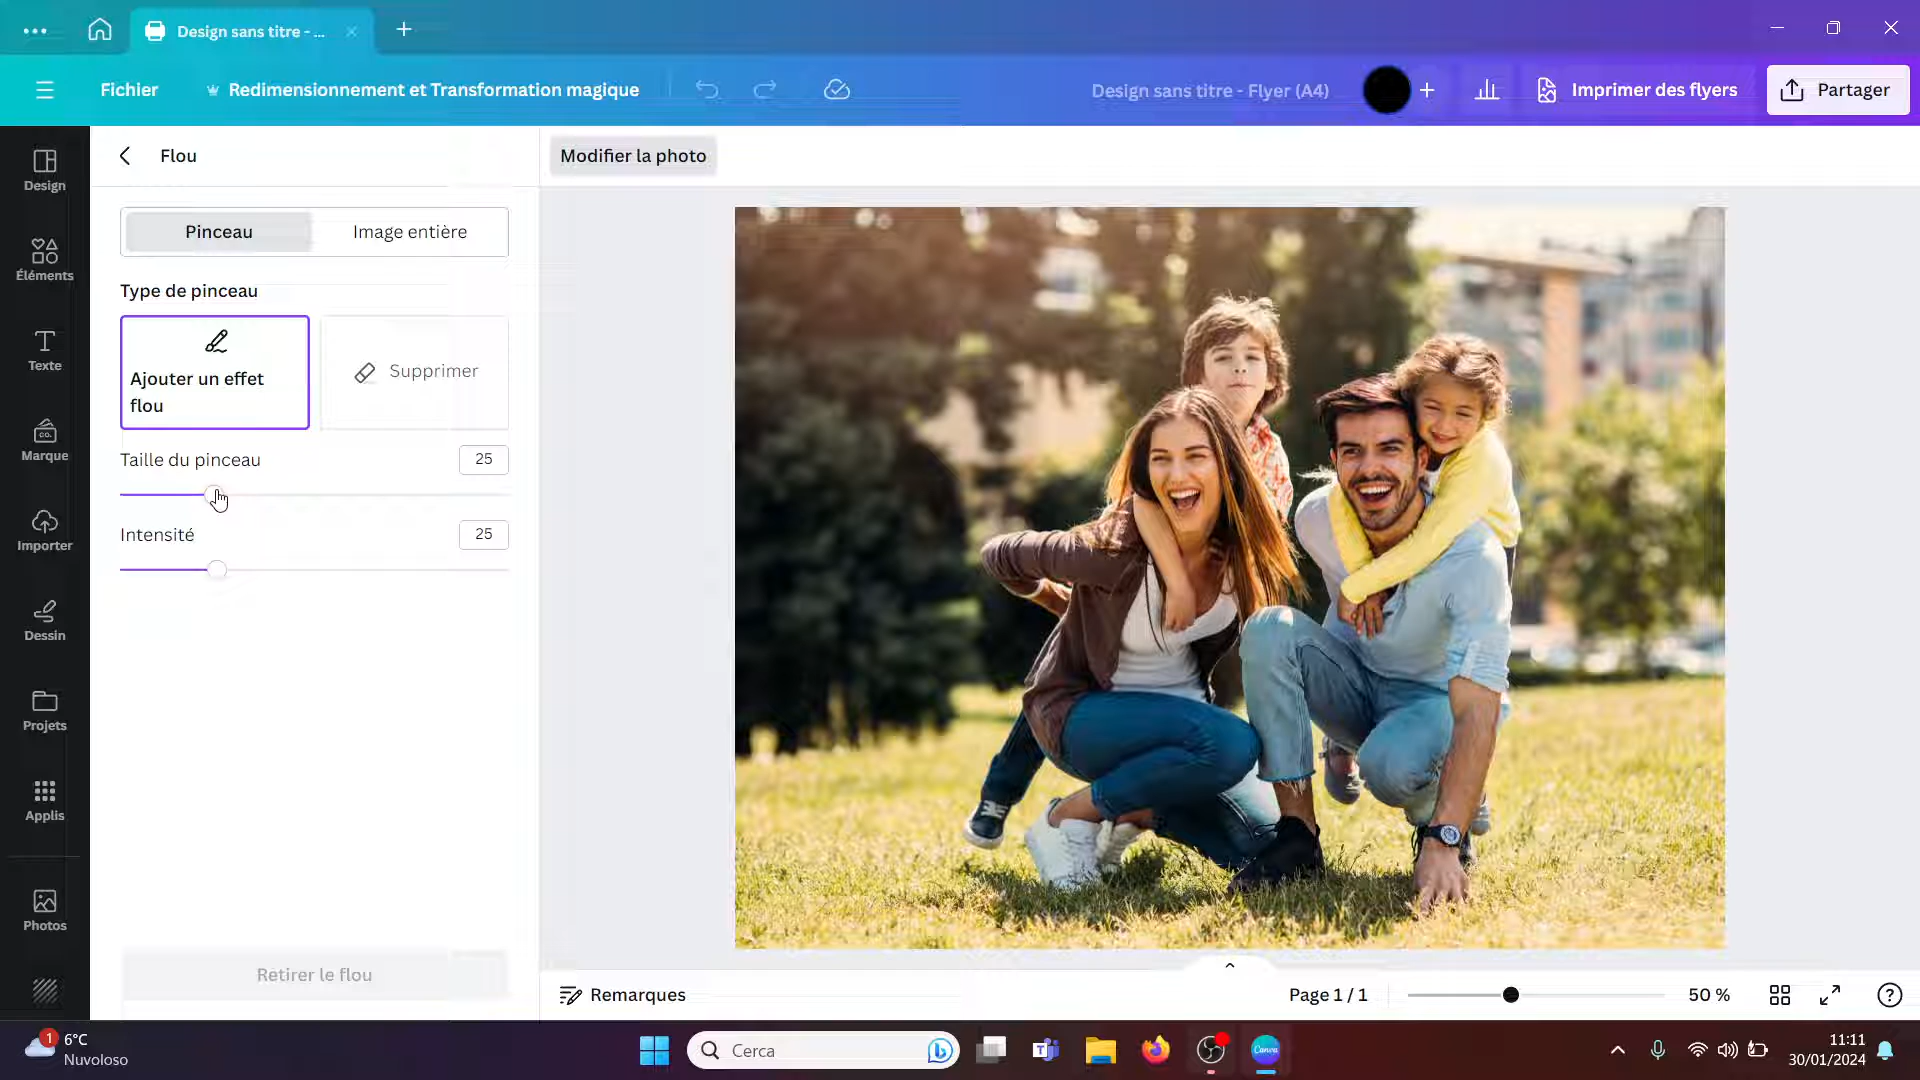 Design sans titre - ...
Fichier
Redimensionnement et Transformation magique
Design sans titre - Flyer (A4)
Imprimer des flyers
Partager
Design
Éléments
Texte
CO.
Marque
Importer
Dessin
Projets
Applis
Photos
Flou
Modifier la photo
Pinceau
Image entière
Type de pinceau
Ajouter un effet
flou
Supprimer
Taille du pinceau
25
Intensité
25
Retirer le flou
Remarques
Page 1 / 1
50 %
1
6°C
Nuvoloso
Cerca
Canva
11:11
30/01/2024